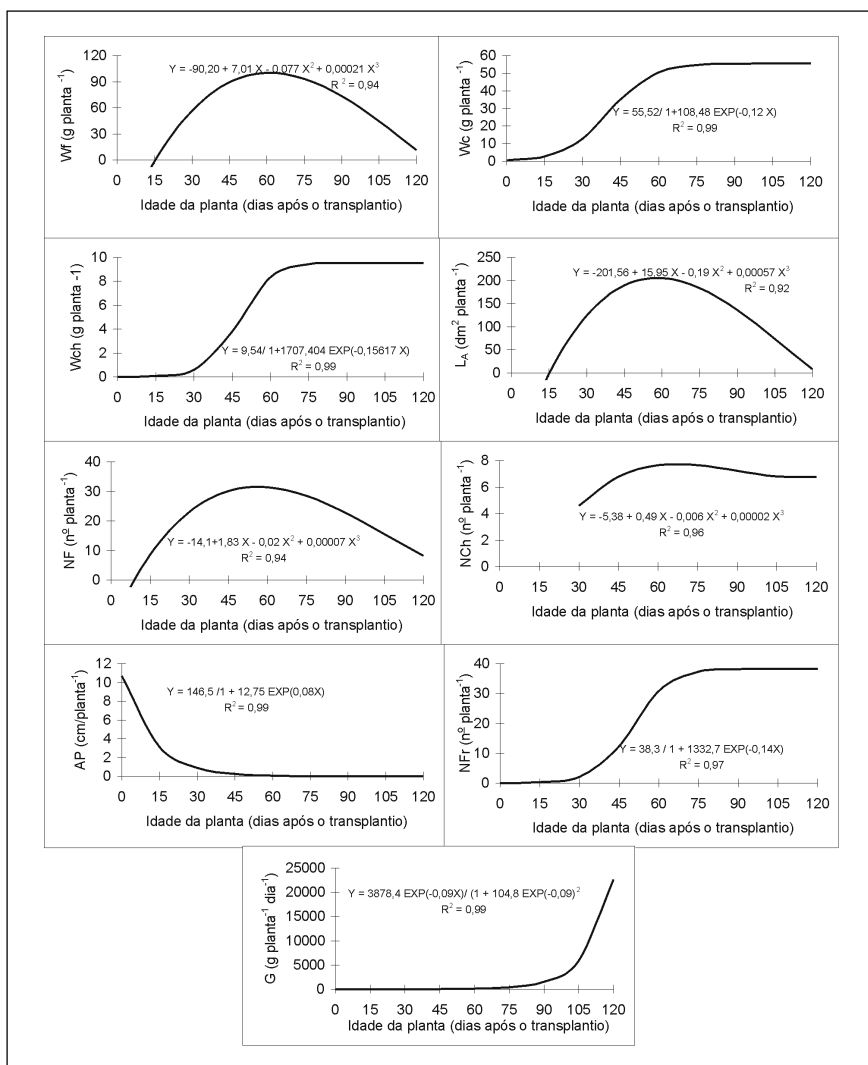 Wf (g planta -1)
120
90
60
30
0
Y = -90,20 + 7,01 X - 0,077 X² + 0,00021 X³
R² = 0,94
0 15 30 45 60 75 90 105 120
Idade da planta (dias após o transplantio)
Wc (g planta -1)
60
50
40
30
20
10
0
Y = 55,52/ 1+108,48 EXP(-0,12 X)
R² = 0,99
0 15 30 45 60 75 90 105 120
Idade da planta (dias após o transplantio)
Wch (g planta -1)
10
8
6
4
2
0
Y = 9,54/ 1+1707,404 EXP(-0,15617 X)
R² = 0,99
0 15 30 45 60 75 90 105 120
Idade da planta (dias após o transplantio)
LA (dm² planta⁻¹)
250
200
150
100
50
0
Y = -201,56 + 15,95 X - 0,19 X² + 0,00057 X³
R² = 0,92
0 15 30 45 60 75 90 105 120
Idade da planta (dias após o transplantio)
NF (nº planta⁻¹)
40
30
20
10
0
Y = -14,1+1,83 X - 0,02 X² + 0,00007 X³
R² = 0,94
0 15 30 45 60 75 90 105 120
Idade da planta (dias após o transplantio)
NCh (nº planta⁻¹)
8
6
4
2
0
Y = -5,38 + 0,49 X - 0,006 X² + 0,00002 X³
R² = 0,96
0 15 30 45 60 75 90 105 120
Idade da planta (dias após o transplantio)
AP (cm/planta⁻¹)
12
10
8
6
4
2
0
Y = 146,5 /1 + 12,75 EXP(0,08X)
R² = 0,99
0 15 30 45 60 75 90 105 120
Idade da planta (dias após o transplantio)
NFr (nº planta⁻¹)
40
30
20
10
0
Y = 38,3 / 1 + 1332,7 EXP(-0,14X)
R² = 0,97
0 15 30 45 60 75 90 105 120
Idade da planta (dias após o transplantio)
G (g planta⁻¹ dia⁻¹)
25000
20000
15000
10000
5000
0
Y = 3878,4 EXP(-0,09X)/ (1 + 104,8 EXP(-0,09)²
R² = 0,99
0 15 30 45 60 75 90 105 120
Idade da planta (dias após o transplantio)